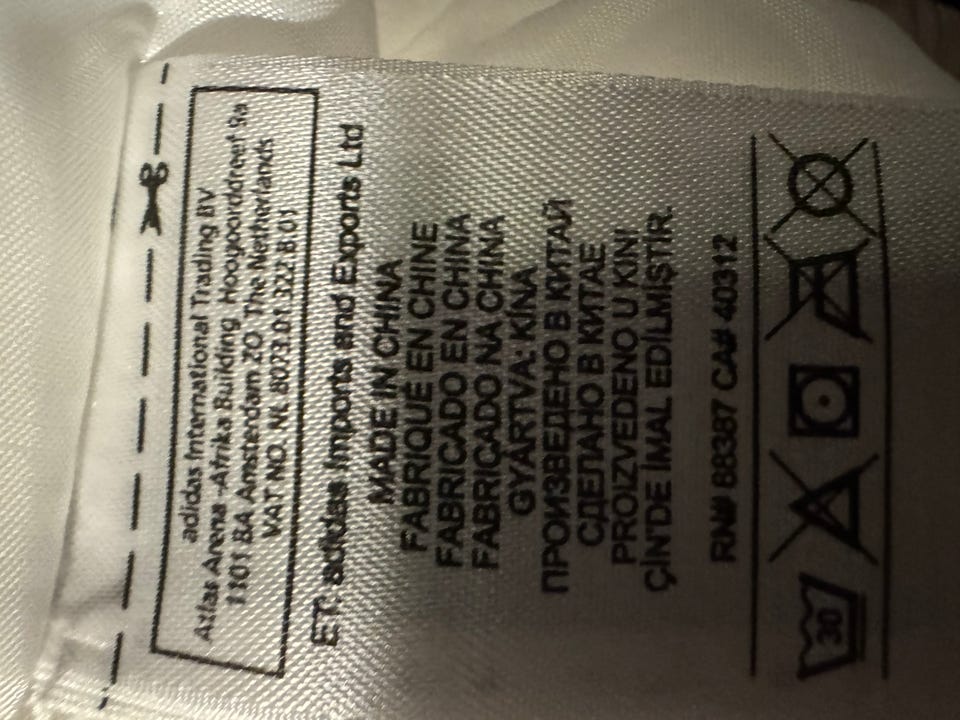 adidas International Trading BV
Atlas Arena -Afrika Building Hoogoorddreef 9a
1101 BA Amsterdam ZO The Netherlands
VAT NO. NL 8073.01.322.B.01
ET: adidas Imports and Exports Ltd
MADE IN CHINA
FABRIQUÉ EN CHINE
FABRICADO EN CHINA
FABRICADO NA CHINA
GYÁRTVA: KÍNA
ПРОИЗВЕДЕНО В КИТАЙ
СДЕЛАНО В КИТАЕ
PROIZVEDENO U KINI
ÇİN'DE İMAL EDİLMİŞTİR.
RN# 88387 CA# 40312
30